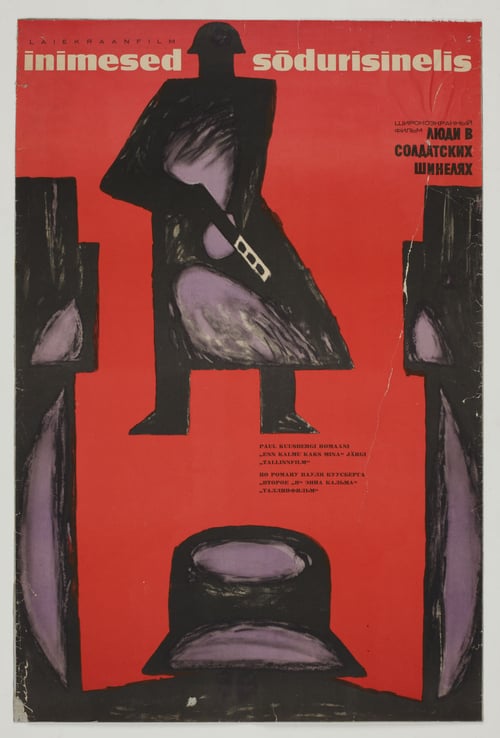 LAIEKRAANFILM
inimesed sõdurisinelis
ШИРОКОЭКРАННЫЙ
ФИЛЬМ ЛЮДИ В
СОЛДАТСКИХ
ШИНЕЛЯХ
PAUL KUUSBERGI ROMAANI
„ENN KALMU KAKS MINA“ JÄRGI
„TALLINNFILM“
ПО РОМАНУ ПАУЛЯ КУУСБЕРГА
„ВТОРОЕ „Я“ ЭННА КАЛЬМА“
„ТАЛЛИНФИЛЬМ“